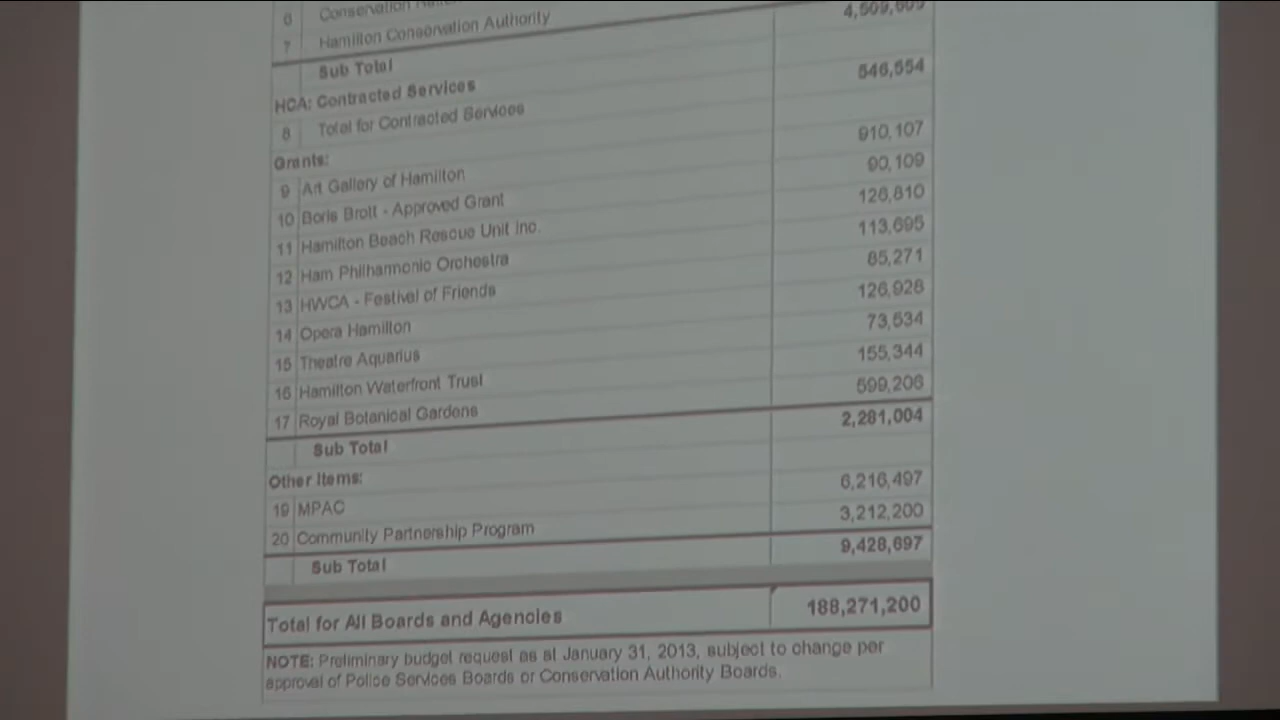 7 Hamilton Conservation Authority
Sub Total
HCA: Contracted Services
8 Total for Contracted Services 546,554
Grants:
9 Art Gallery of Hamilton 910,107
10 Boris Brott - Approved Grant 90,109
11 Hamilton Beach Rescue Unit Inc. 126,810
12 Ham Philharmonic Orchestra 113,695
13 HWCA - Festival of Friends 85,271
14 Opera Hamilton 126,928
15 Theatre Aquarius 73,534
16 Hamilton Waterfront Trust 155,344
17 Royal Botanical Gardens 599,206
Sub Total 2,281,004
Other Items:
19 MPAC 6,216,497
20 Community Partnership Program 3,212,200
Sub Total 9,428,697
Total for All Boards and Agencies 188,271,200
NOTE: Preliminary budget request as at January 31, 2013, subject to change per
approval of Police Services Boards or Conservation Authority Boards.